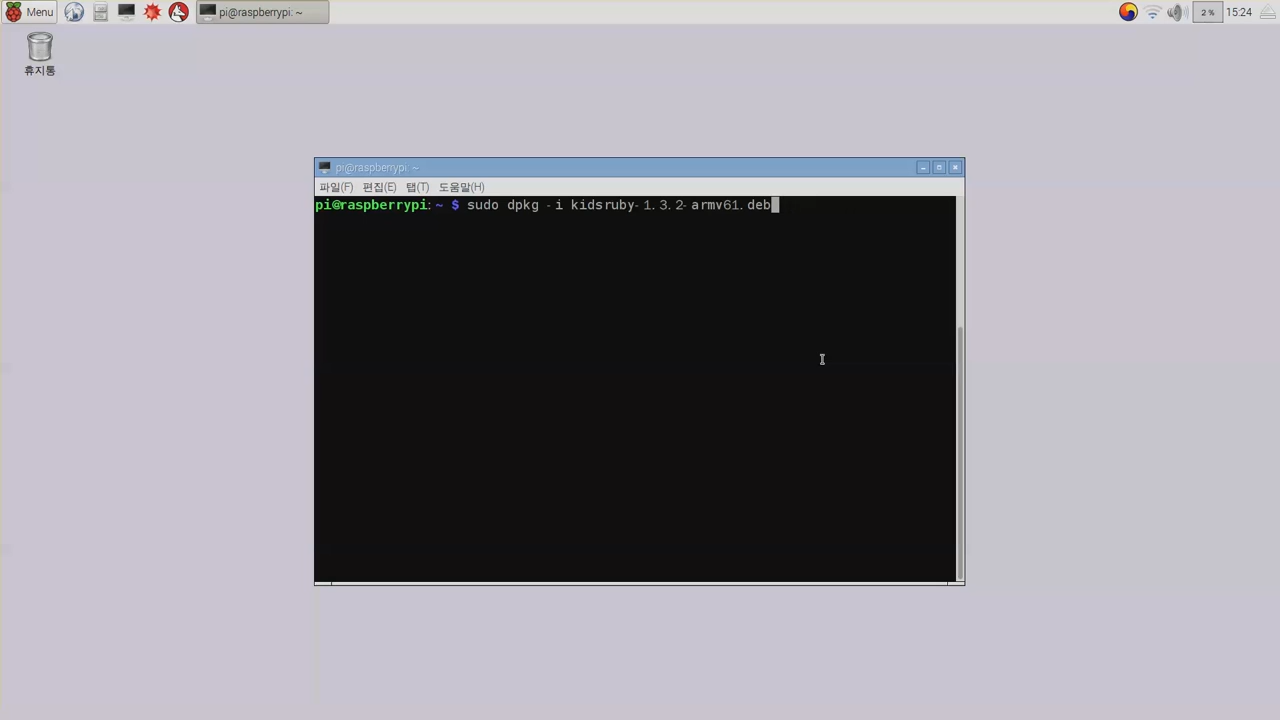 Menu
pi@raspberrypi: ~
2 %
15:24
휴지통
pi@raspberrypi: ~
파일(F) 편집(E) 탭(T) 도움말(H)
pi@raspberrypi: ~ $ sudo dpkg -i kidsruby-1.3.2-armv61.deb